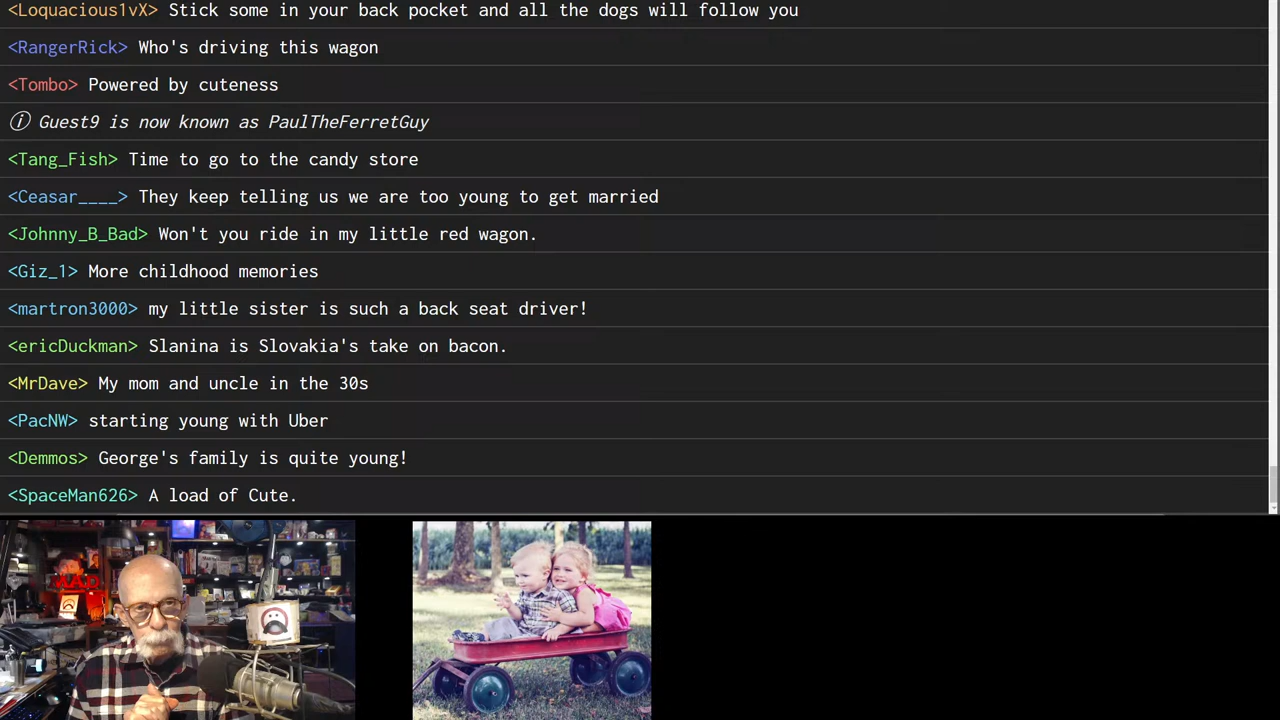 <Loquacious1vX> Stick some in your back pocket and all the dogs will follow you
<RangerRick> Who's driving this wagon
<Tombo> Powered by cuteness
ⓘ Guest9 is now known as PaulTheFerretGuy
<Tang_Fish> Time to go to the candy store
<Ceasar____> They keep telling us we are too young to get married
<Johnny_B_Bad> Won't you ride in my little red wagon.
<Giz_1> More childhood memories
<martron3000> my little sister is such a back seat driver!
<ericDuckman> Slanina is Slovakia's take on bacon.
<MrDave> My mom and uncle in the 30s
<PacNW> starting young with Uber
<Demmos> George's family is quite young!
<SpaceMan626> A load of Cute.
MAD